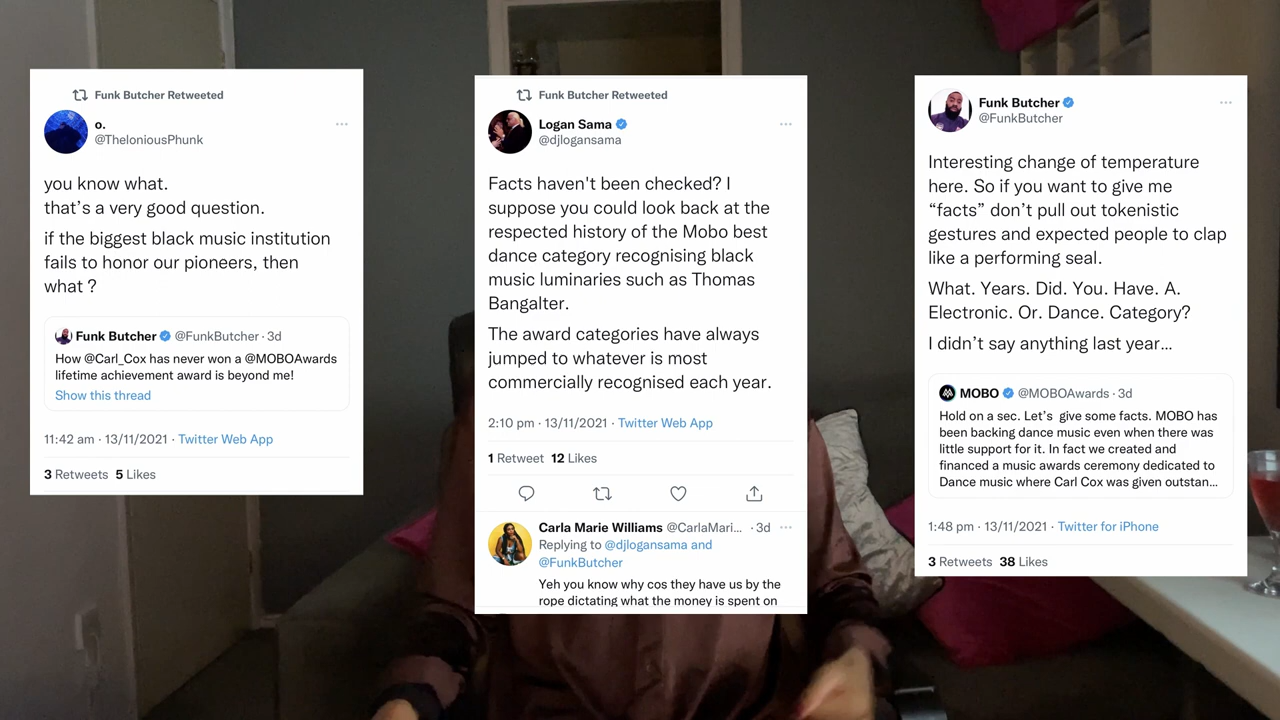 Funk Butcher Retweeted
o.
@TheloniousPhunk
you know what.
that’s a very good question.
if the biggest black music institution
fails to honor our pioneers, then
what ?
Funk Butcher @FunkButcher · 3d
How @Carl_Cox has never won a @MOBOAwards
lifetime achievement award is beyond me!
Show this thread
11:42 am · 13/11/2021 · Twitter Web App
3 Retweets 5 Likes
Funk Butcher Retweeted
Logan Sama
@djlogansama
Facts haven't been checked? I
suppose you could look back at the
respected history of the Mobo best
dance category recognising black
music luminaries such as Thomas
Bangalter.
The award categories have always
jumped to whatever is most
commercially recognised each year.
2:10 pm · 13/11/2021 · Twitter Web App
1 Retweet 12 Likes
Carla Marie Williams @CarlaMari... · 3d
Replying to @djlogansama and
@FunkButcher
Yeh you know why cos they have us by the
rope dictating what the money is spent on
Funk Butcher
@FunkButcher
Interesting change of temperature
here. So if you want to give me
“facts” don’t pull out tokenistic
gestures and expected people to clap
like a performing seal.
What. Years. Did. You. Have. A.
Electronic. Or. Dance. Category?
I didn’t say anything last year…
MOBO @MOBOAwards · 3d
Hold on a sec. Let’s give some facts. MOBO has
been backing dance music even when there was
little support for it. In fact we created and
financed a music awards ceremony dedicated to
Dance music where Carl Cox was given outstan...
1:48 pm · 13/11/2021 · Twitter for iPhone
3 Retweets 38 Likes